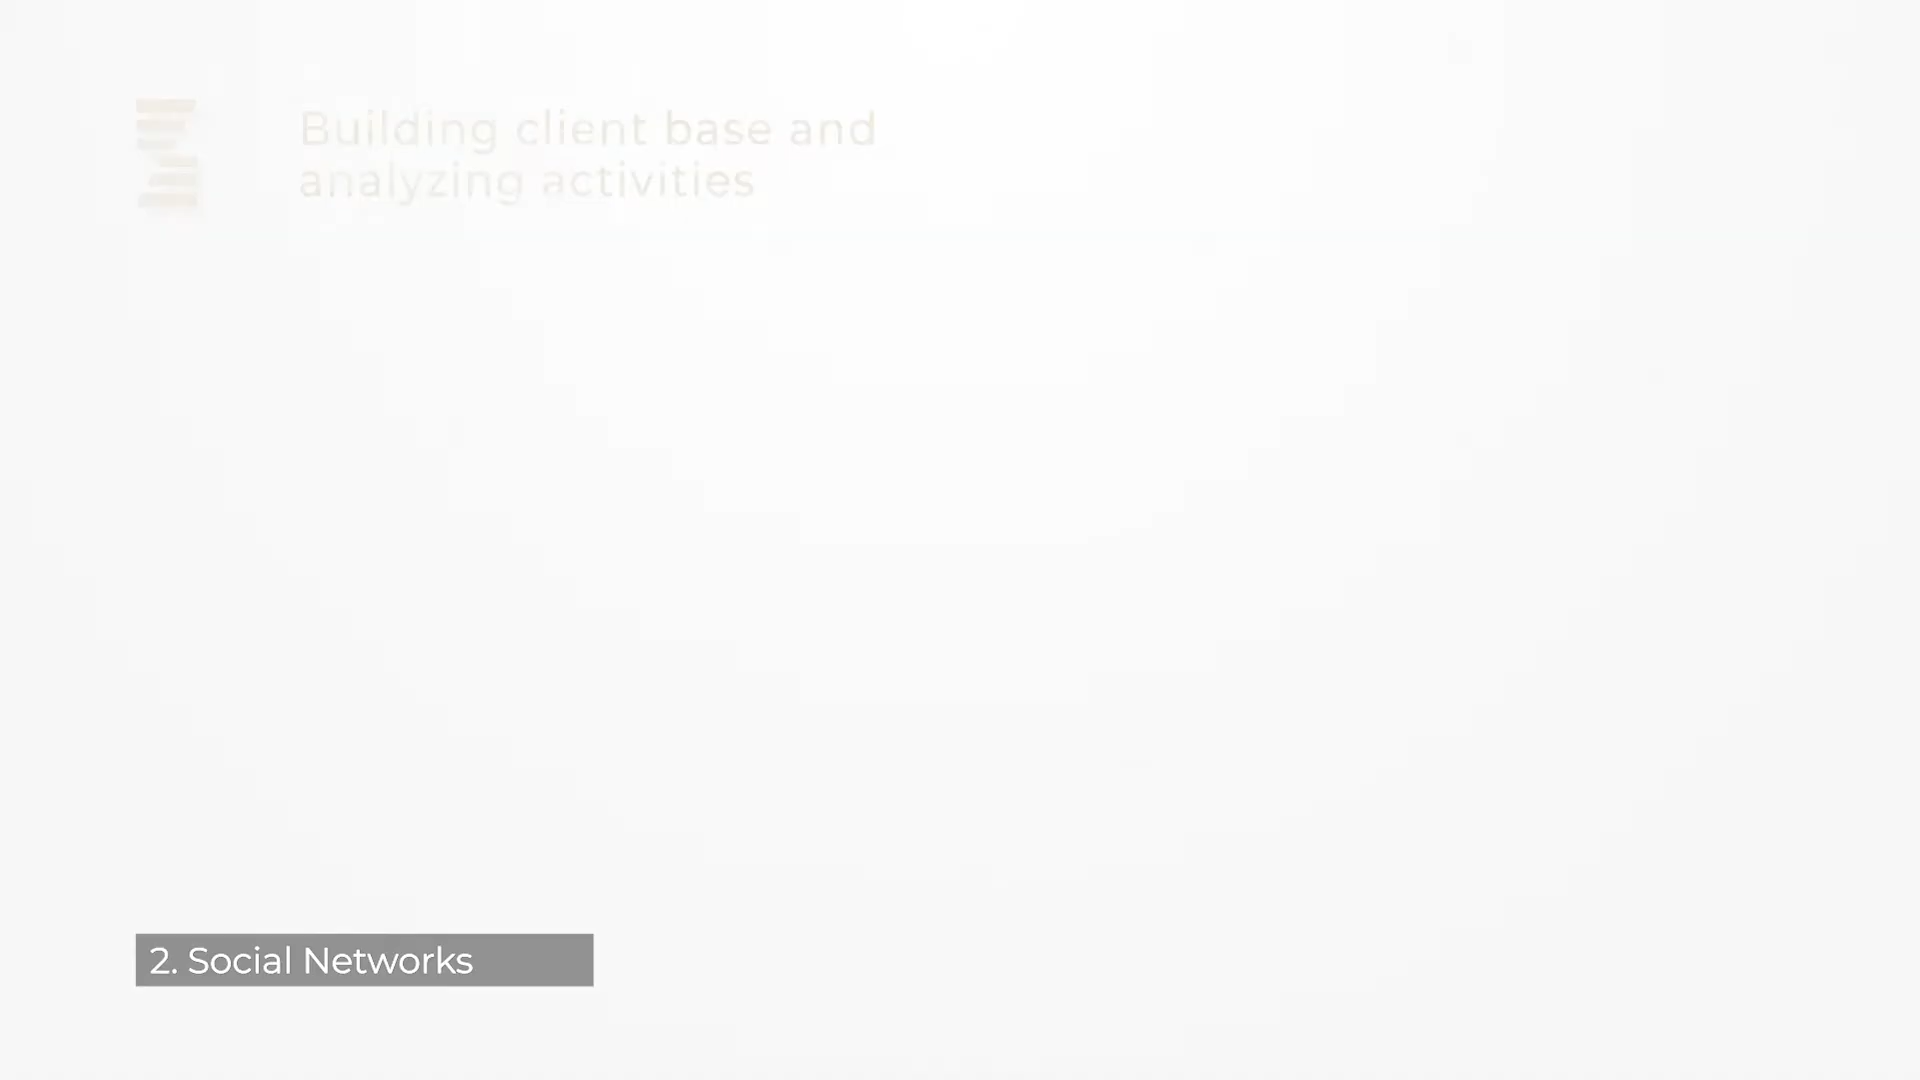 Building client base and
analyzing activities
2. Social Networks